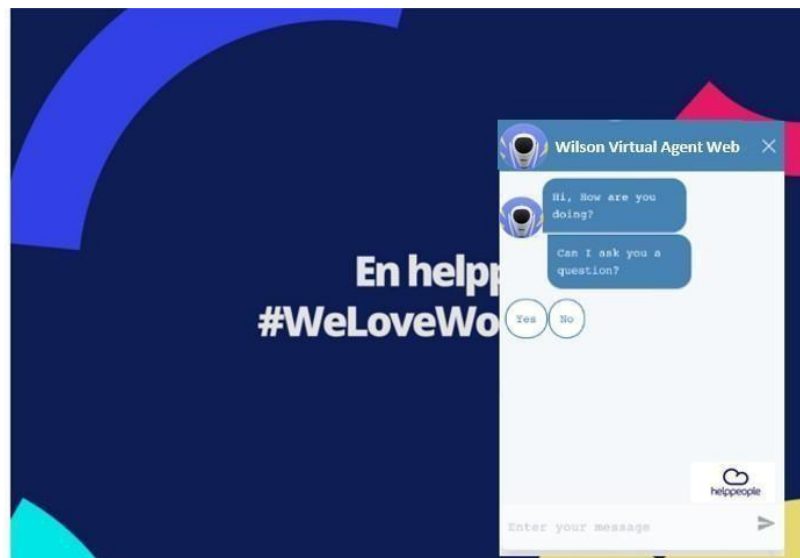 En helpp
#WeLoveWo
Wilson Virtual Agent Web
Hi, How are you
doing?
Can I ask you a
question?
Yes
No
helppeople
Enter your message